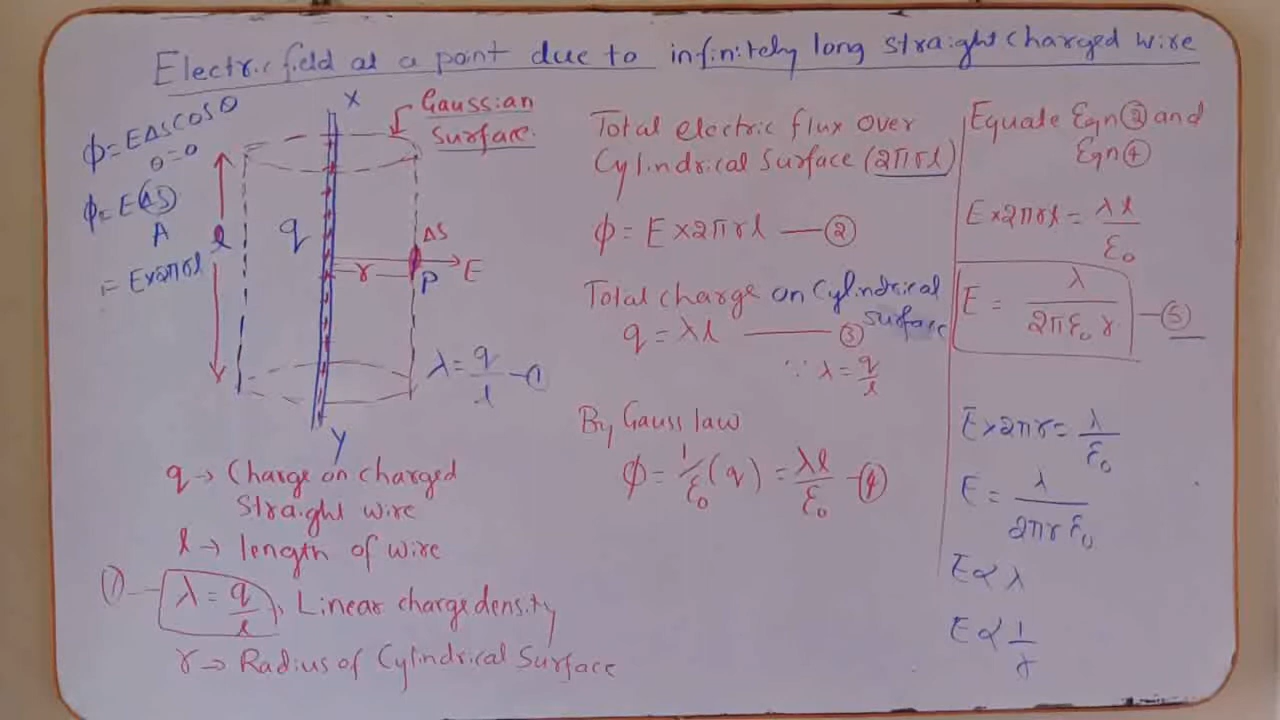 Electric field at a point due to infinitely long straight charged wire
ϕ = EΔS cos θ
θ = 0
ϕ = E(ΔS)
A
= E×2πrl
X
Gaussian
Surface.
l
q
ΔS
r
P
E
λ = q/l —①
Y
q → Charge on charged
Straight wire
l → length of wire
① — λ = q/l, Linear charge density
r → Radius of Cylindrical Surface
Total electric flux over
Cylindrical Surface (2πrl)
ϕ = E×2πrl —②
Total charge on Cylindrical
Surface
q = λl —③
∵ λ = q/l
By Gauss law
ϕ = 1/ε₀ (q) = λl/ε₀ —④
Equate Eqn ② and
Eqn ④
E×2πrl = λl/ε₀
E = λ/2πε₀r. —⑤
E×2πr = λ/ε₀
E = λ/2πrε₀
E ∝ λ
E ∝ 1/r